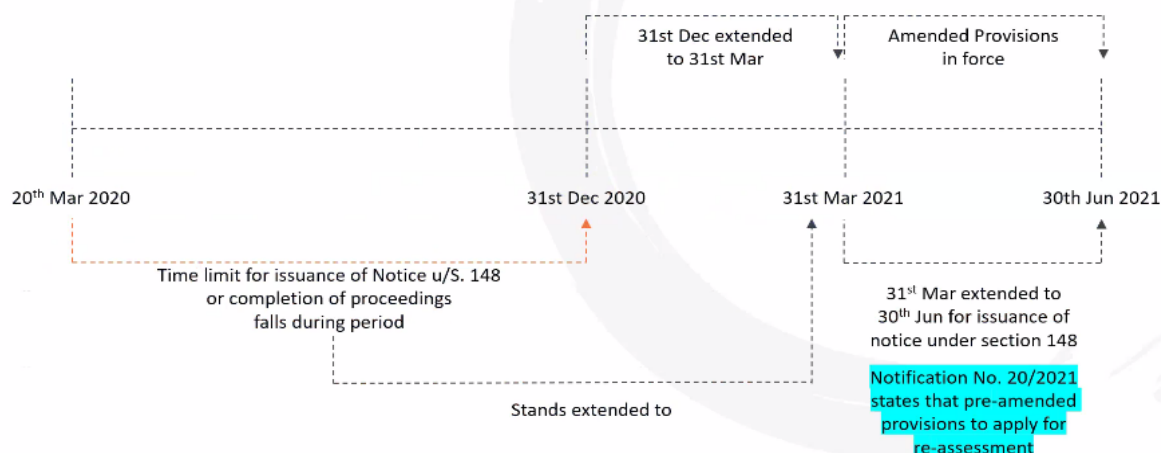 31st Dec extended
to 31st Mar
Amended Provisions
in force
20th Mar 2020
31st Dec 2020
31st Mar 2021
30th Jun 2021
Time limit for issuance of Notice u/S. 148
or completion of proceedings
falls during period
Stands extended to
31st Mar extended to
30th Jun for issuance of
notice under section 148
Notification No. 20/2021
states that pre-amended
provisions to apply for
re-assessment